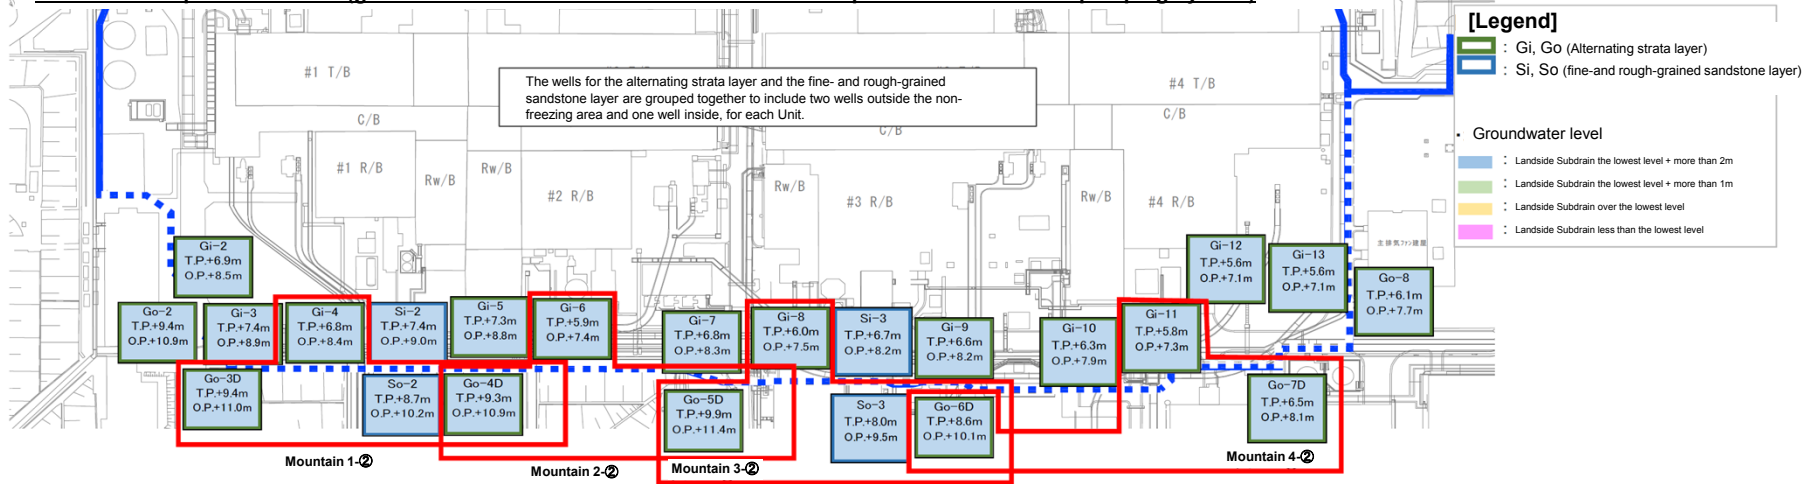 [Legend]
: Gi, Go (Alternating strata layer)
: Si, So (fine-and rough-grained sandstone layer)
・ Groundwater level
: Landside Subdrain the lowest level + more than 2m
: Landside Subdrain the lowest level + more than 1m
: Landside Subdrain over the lowest level
: Landside Subdrain less than the lowest level
The wells for the alternating strata layer and the fine- and rough-grained
sandstone layer are grouped together to include two wells outside the non-
freezing area and one well inside, for each Unit.
#1 T/B
#4 T/B
C/B
C/B
C/B
#1 R/B
Rw/B
Rw/B
#2 R/B
Rw/B
#3 R/B
Rw/B
#4 R/B
主排気ファン建屋
Gi-2
T.P.+6.9m
O.P.+8.5m
Gi-12
T.P.+5.6m
O.P.+7.1m
Gi-13
T.P.+5.6m
O.P.+7.1m
Go-8
T.P.+6.1m
O.P.+7.7m
Go-2
T.P.+9.4m
O.P.+10.9m
Gi-3
T.P.+7.4m
O.P.+8.9m
Gi-4
T.P.+6.8m
O.P.+8.4m
Si-2
T.P.+7.4m
O.P.+9.0m
Gi-5
T.P.+7.3m
O.P.+8.8m
Gi-6
T.P.+5.9m
O.P.+7.4m
Gi-7
T.P.+6.8m
O.P.+8.3m
Gi-8
T.P.+6.0m
O.P.+7.5m
Si-3
T.P.+6.7m
O.P.+8.2m
Gi-9
T.P.+6.6m
O.P.+8.2m
Gi-10
T.P.+6.3m
O.P.+7.9m
Gi-11
T.P.+5.8m
O.P.+7.3m
Go-3D
T.P.+9.4m
O.P.+11.0m
So-2
T.P.+8.7m
O.P.+10.2m
Go-4D
T.P.+9.3m
O.P.+10.9m
Go-5D
T.P.+9.9m
O.P.+11.4m
So-3
T.P.+8.0m
O.P.+9.5m
Go-6D
T.P.+8.6m
O.P.+10.1m
Go-7D
T.P.+6.5m
O.P.+8.1m
Mountain 1-②
Mountain 2-②
Mountain 3-②
Mountain 4-②